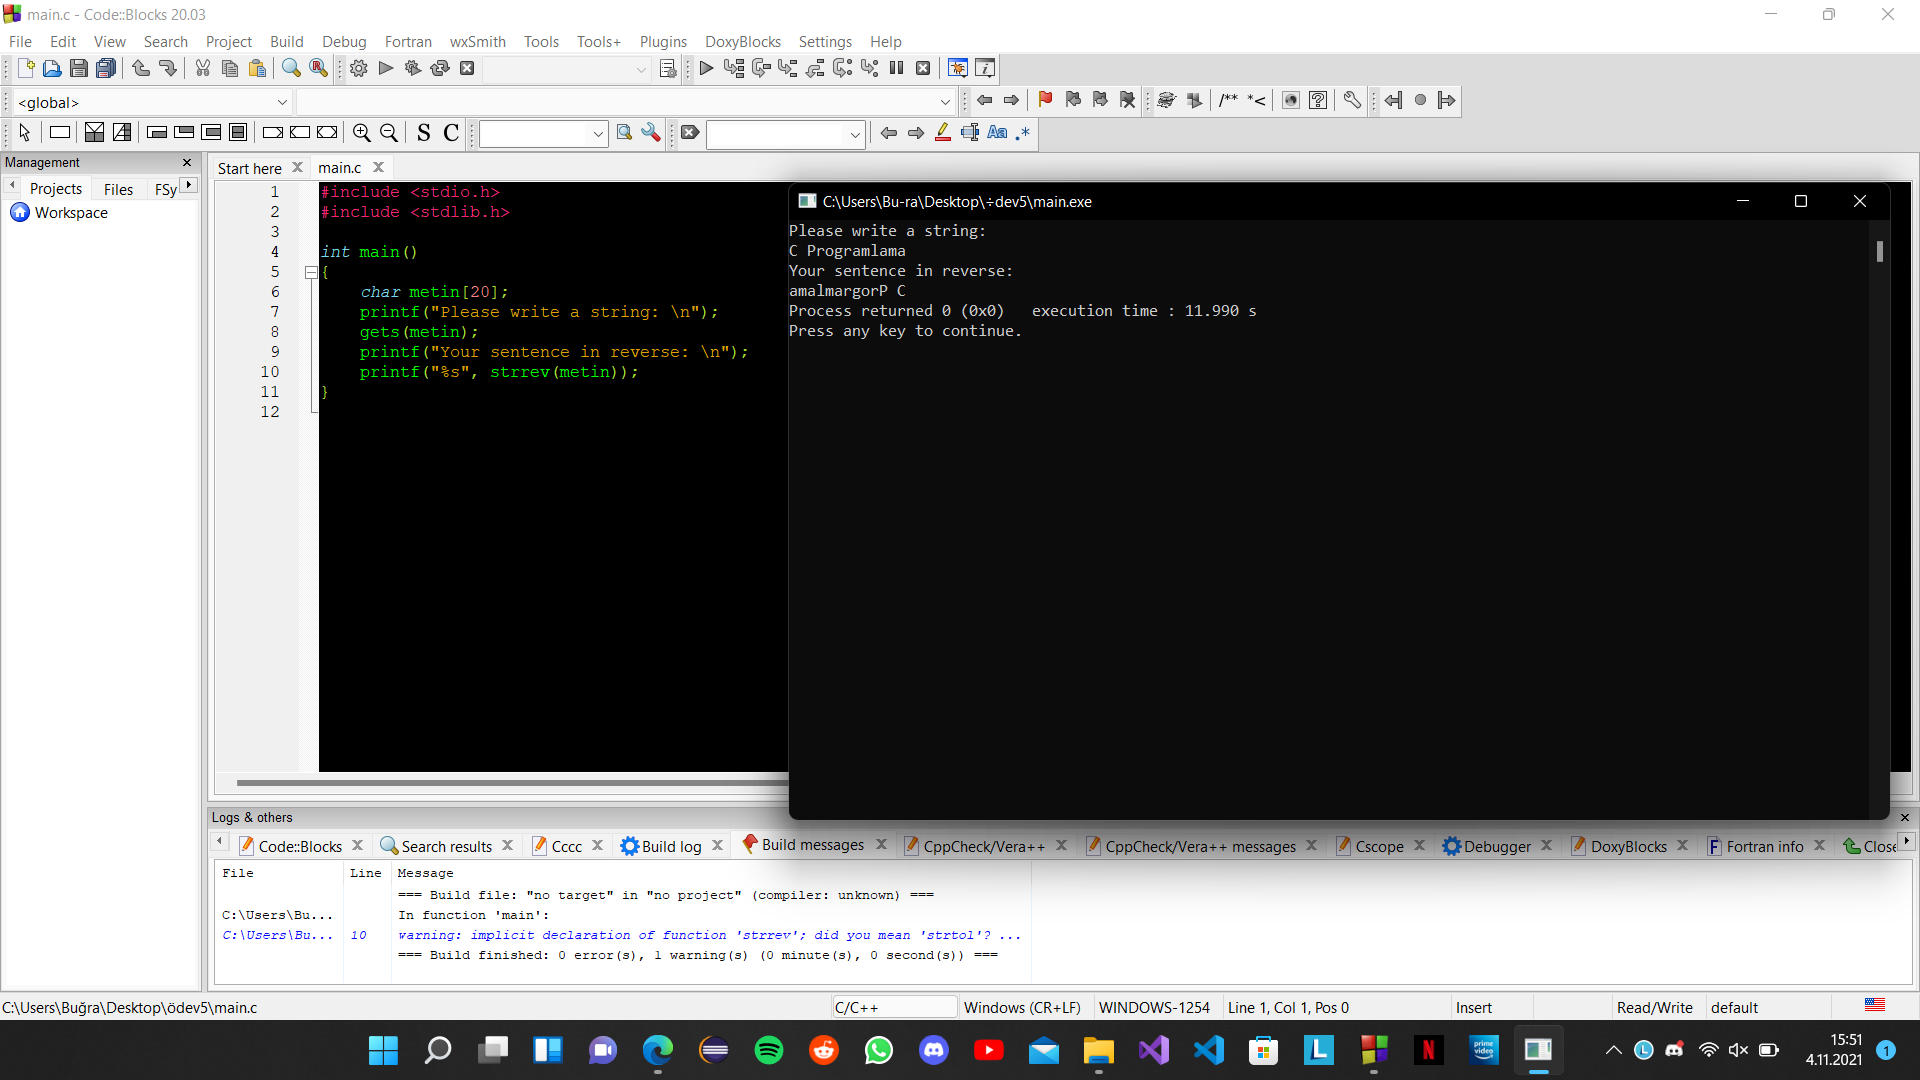 main.c - Code::Blocks 20.03
File Edit View Search Project Build Debug Fortran wxSmith Tools Tools+ Plugins DoxyBlocks Settings Help
<global>
/** *<
S C
Aa .*
Management
Projects Files FSy
Workspace
Start here main.c
1 #include <stdio.h>
2 #include <stdlib.h>
3
4 int main()
5 {
6 char metin[20];
7 printf("Please write a string: \n");
8 gets(metin);
9 printf("Your sentence in reverse: \n");
10 printf("%s", strrev(metin));
11 }
12
C:\Users\Bu-ra\Desktop\÷dev5\main.exe
Please write a string:
C Programlama
Your sentence in reverse:
amalmargorP C
Process returned 0 (0x0) execution time : 11.990 s
Press any key to continue.
Logs & others
Code::Blocks Search results Cccc Build log Build messages CppCheck/Vera++ CppCheck/Vera++ messages Cscope Debugger DoxyBlocks Fortran info Close
File Line Message
=== Build file: "no target" in "no project" (compiler: unknown) ===
C:\Users\Bu... In function 'main':
C:\Users\Bu... 10 warning: implicit declaration of function 'strrev'; did you mean 'strtol'? ...
=== Build finished: 0 error(s), 1 warning(s) (0 minute(s), 0 second(s)) ===
C:\Users\Buğra\Desktop\ödev5\main.c C/C++ Windows (CR+LF) WINDOWS-1254 Line 1, Col 1, Pos 0 Insert Read/Write default
prime video
15:51
4.11.2021
1